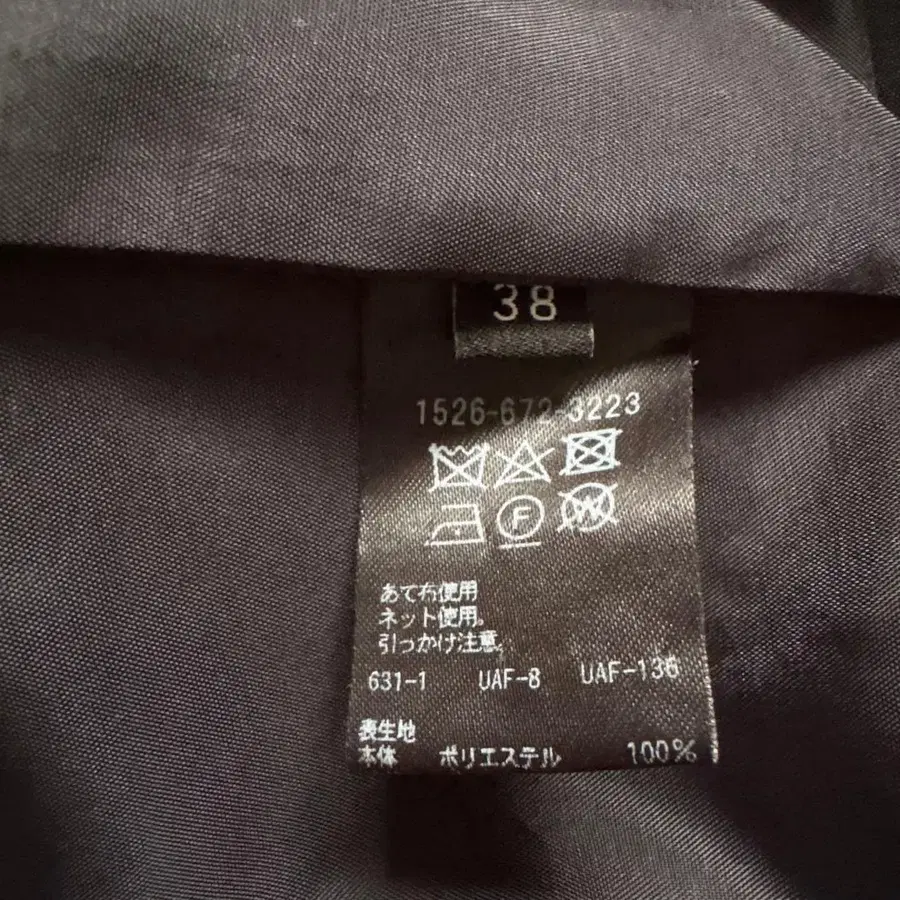 38
1526-672-3223
F W
あて布使用
ネット使用。
引っかけ注意。
631-1 UAF-8 UAF-136
表生地
本体 ポリエステル 100%